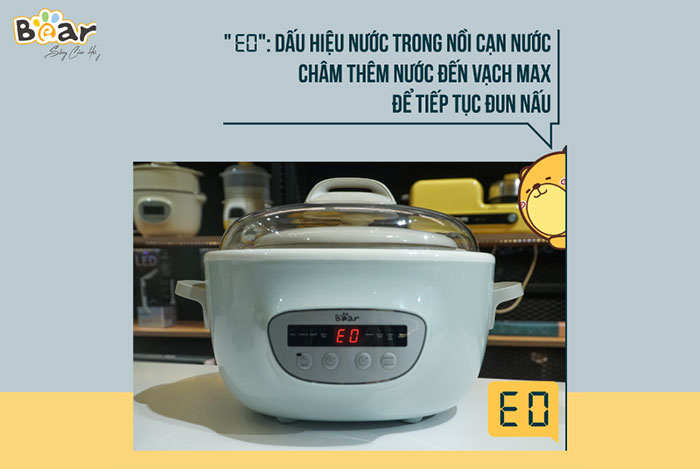 Bear
"E0": DẤU HIỆU NƯỚC TRONG NỒI CẠN NƯỚC
CHÂM THÊM NƯỚC ĐẾN VẠCH MAX
ĐỂ TIẾP TỤC ĐUN NẤU
Bear
E0
E0